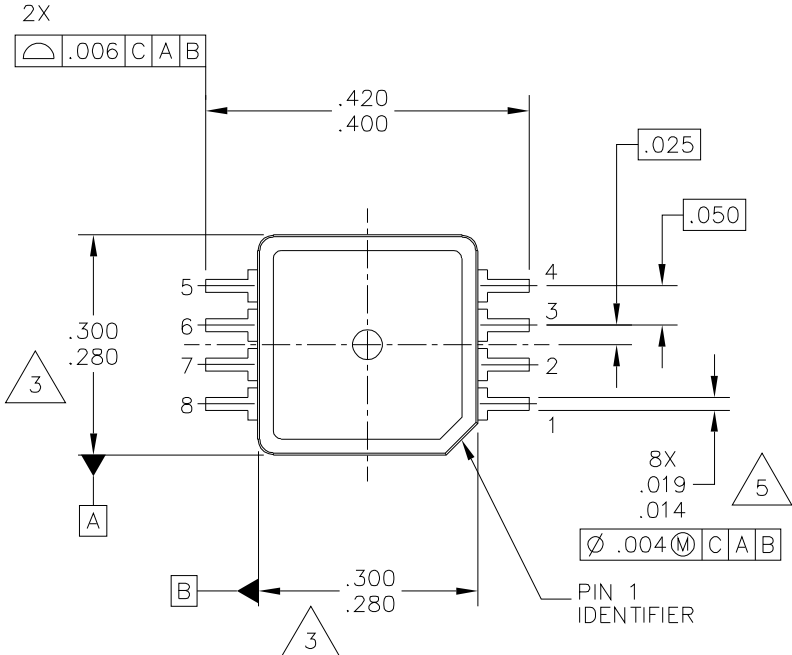 2X
⌓ .006 C A B
.420
.400
.025
.050
5
4
6
3
7
2
8
1
.300
.280
3
A
8X
.019
.014
5
Ø .004 Ⓜ C A B
B
.300
.280
3
PIN 1
IDENTIFIER